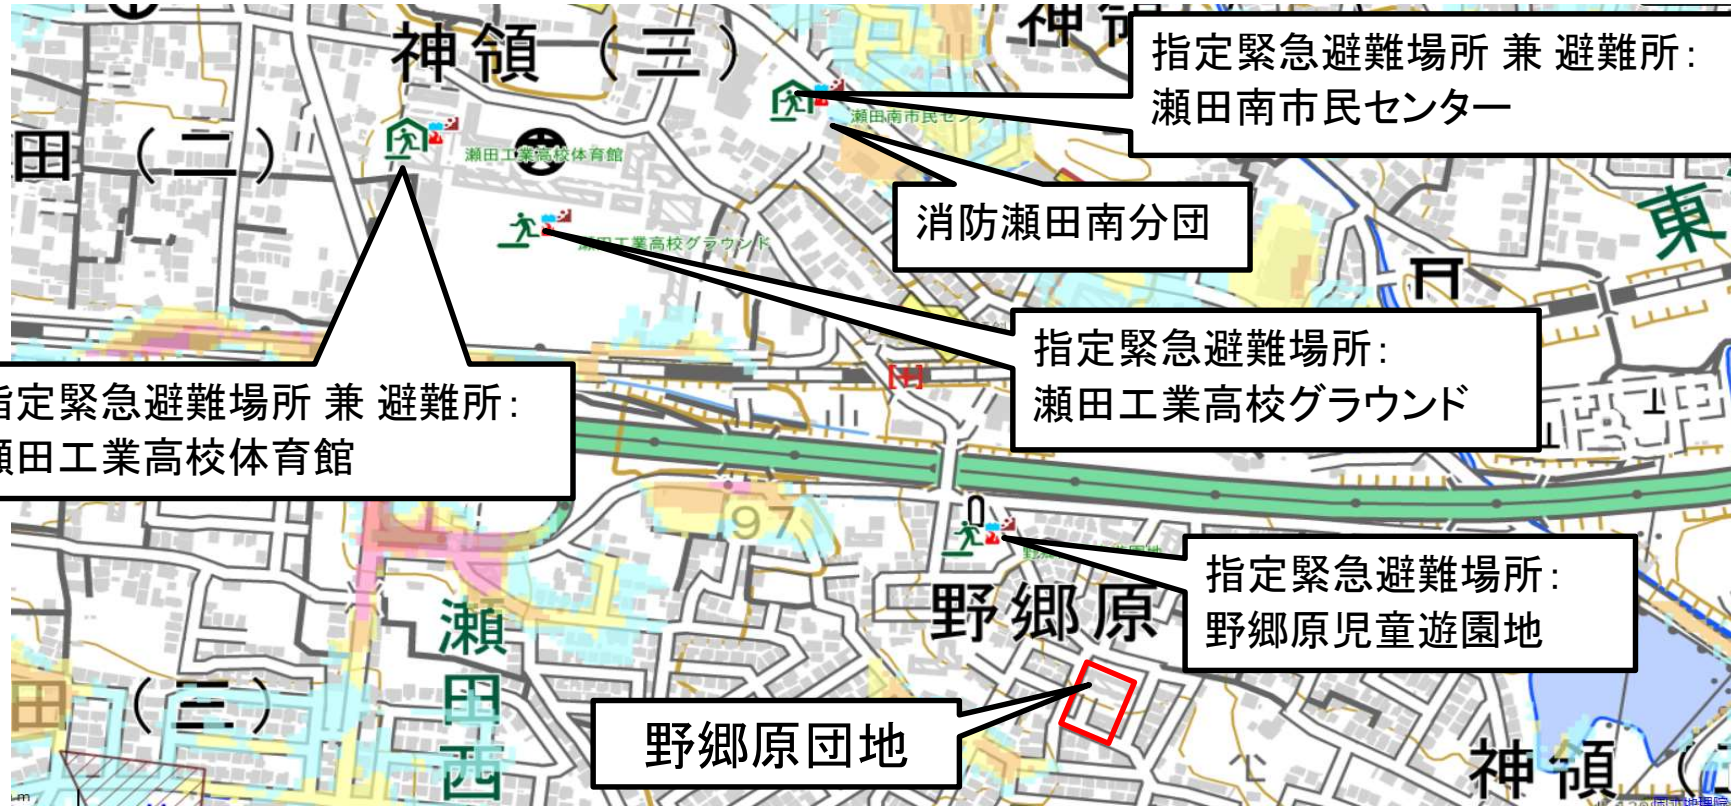 神領（三）
指定緊急避難場所 兼 避難所：
瀬田南市民センター
田（二）
瀬田工業高校体育館
瀬田南市民セン
消防瀬田南分団
瀬田工業高校グラウンド
東
指定緊急避難場所：
瀬田工業高校グラウンド
指定緊急避難場所 兼 避難所：
瀬田工業高校体育館
97
指定緊急避難場所：
野郷原児童遊園地
野郷原
瀬田西
田（三）
野郷原団地
神領（
m